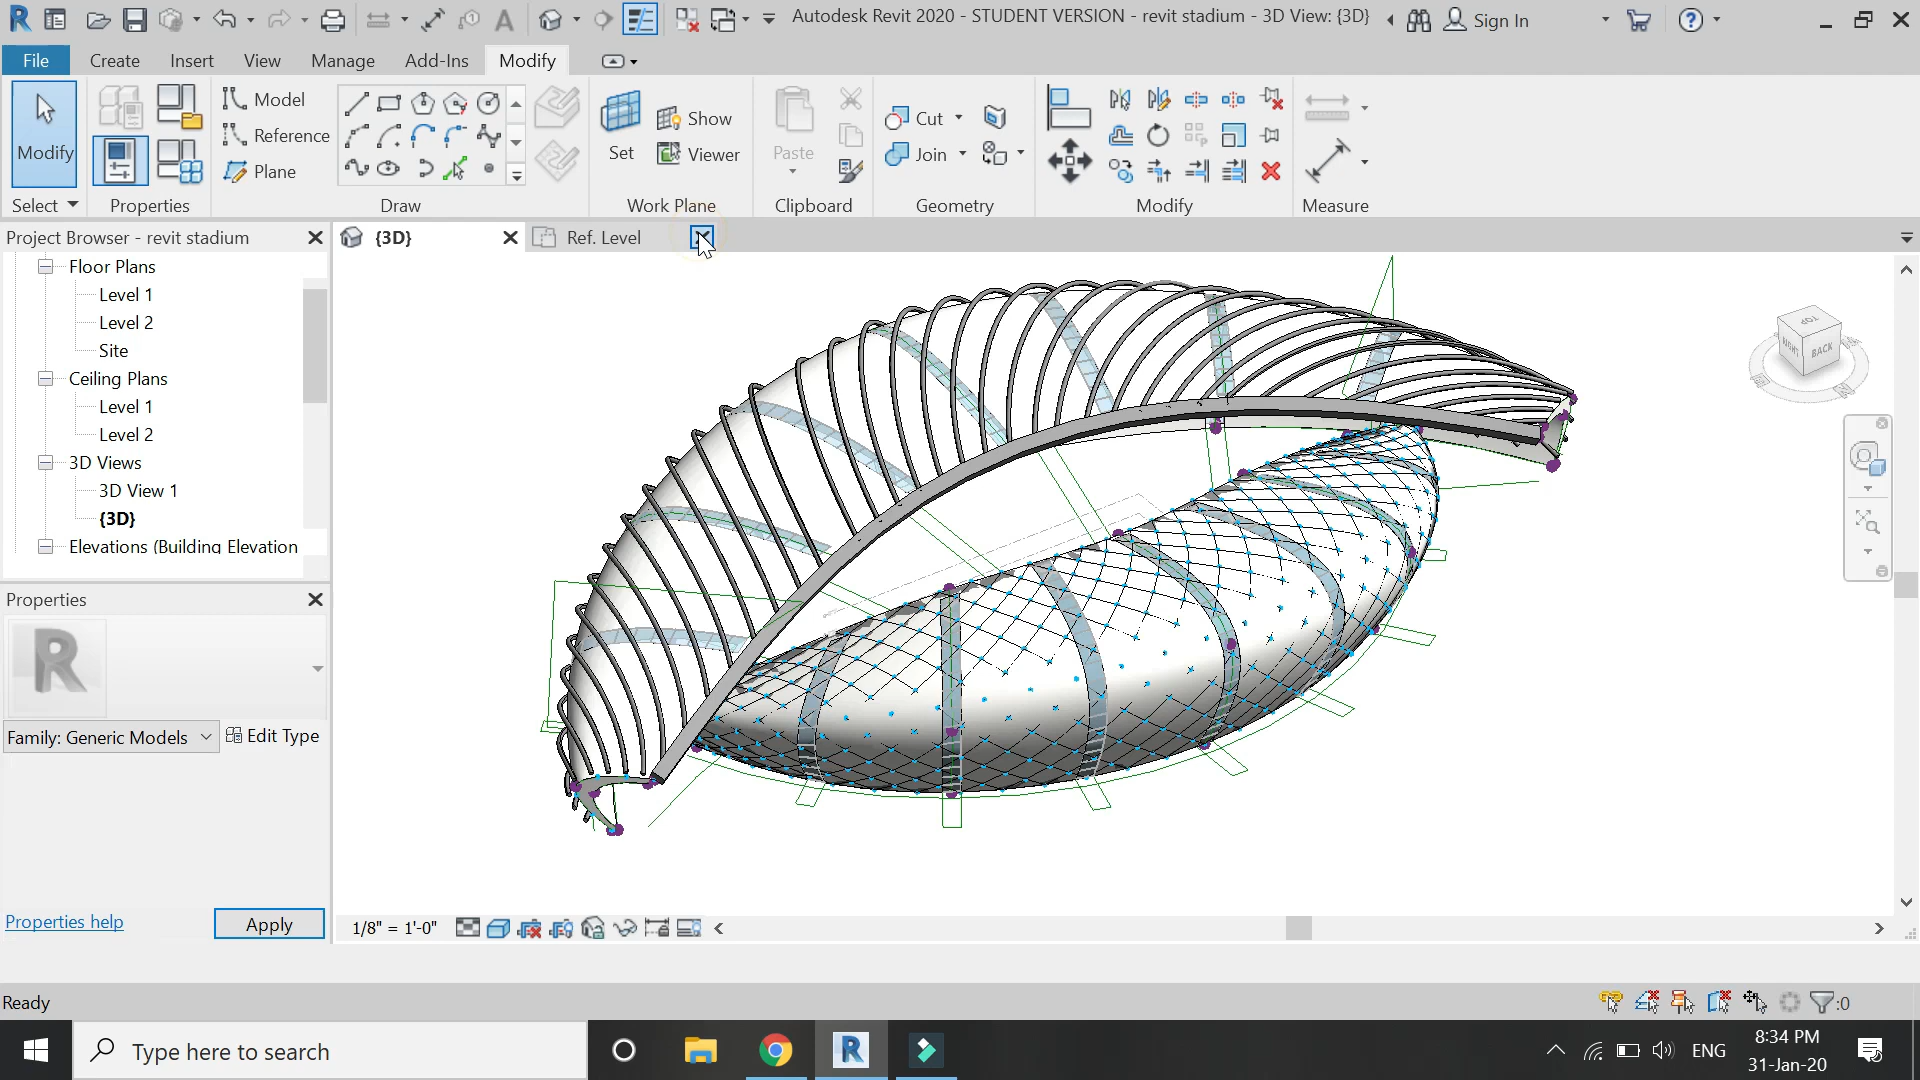 Autodesk Revit 2020 - STUDENT VERSION - revit stadium - 3D View: {3D}
Sign In
File
Create
Insert
View
Manage
Add-Ins
Modify
Modify
Model
Reference
Plane
Set
Show
Viewer
Paste
Cut
Join
Select
Properties
Draw
Work Plane
Clipboard
Geometry
Modify
Measure
Project Browser - revit stadium
{3D}
Ref. Level
Floor Plans
Level 1
Level 2
Site
Ceiling Plans
Level 1
Level 2
3D Views
3D View 1
{3D}
Elevations (Building Elevation
TOP
RIGHT
BACK
Properties
R
Family: Generic Models
Edit Type
Properties help
Apply
1/8" = 1'-0"
Ready
:0
Type here to search
ENG
8:34 PM
31-Jan-20